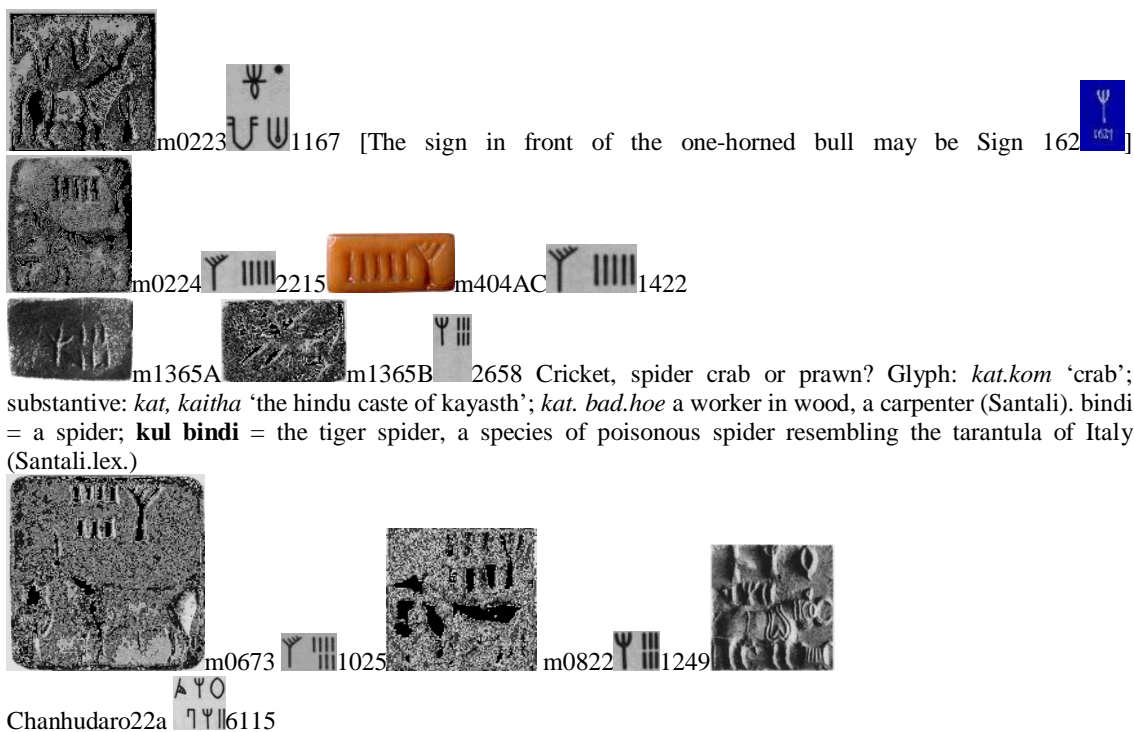 m0223 1167 [The sign in front of the one-horned bull may be Sign 162 ]
m0224 2215 m404AC 1422
m1365A m1365B 2658 Cricket, spider crab or prawn? Glyph: kat.kom ‘crab’;
substantive: kat, kaitha ‘the hindu caste of kayasth’; kat. bad.hoe a worker in wood, a carpenter (Santali). bindi
= a spider; kul bindi = the tiger spider, a species of poisonous spider resembling the tarantula of Italy
(Santali.lex.)
m0673 1025 m0822 1249
Chanhudaro22a 6115